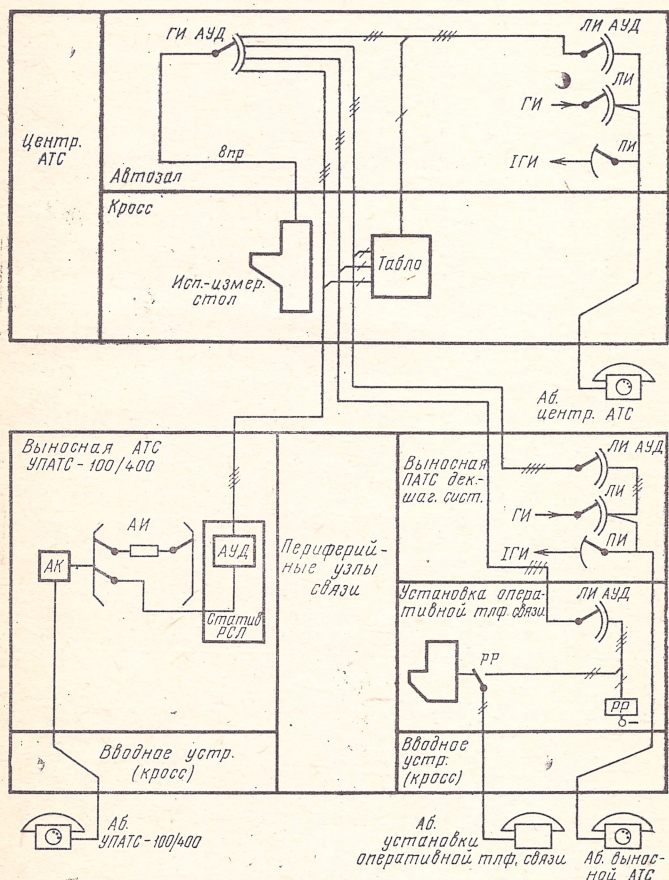 ГИ АУД
ЛИ АУД
ЛИ
ГИ
ПИ
IГИ
Центр.
АТС
8пр
Автозал
Кросс
Исп.-измер.
стол
Табло
Аб.
центр. АТС
Выносная АТС
УПАТС-100/400
АИ
АК
АУД
Статив
РСЛ
Периферий-
ные узлы
связи
Выносная
ПАТС дек.-
шаг. сист.
ЛИ АУД
ЛИ
ГИ
ПИ
IГИ
Установка опера-
тивной тлф. связи
ЛИ АУД
РР
РР
Вводное устр.
(кросс)
Вводное
устр.
(кросс)
Аб.
УПАТС-100/400
Аб.
установки
оперативной тлф. связи
Аб. вынос-
ной АТС